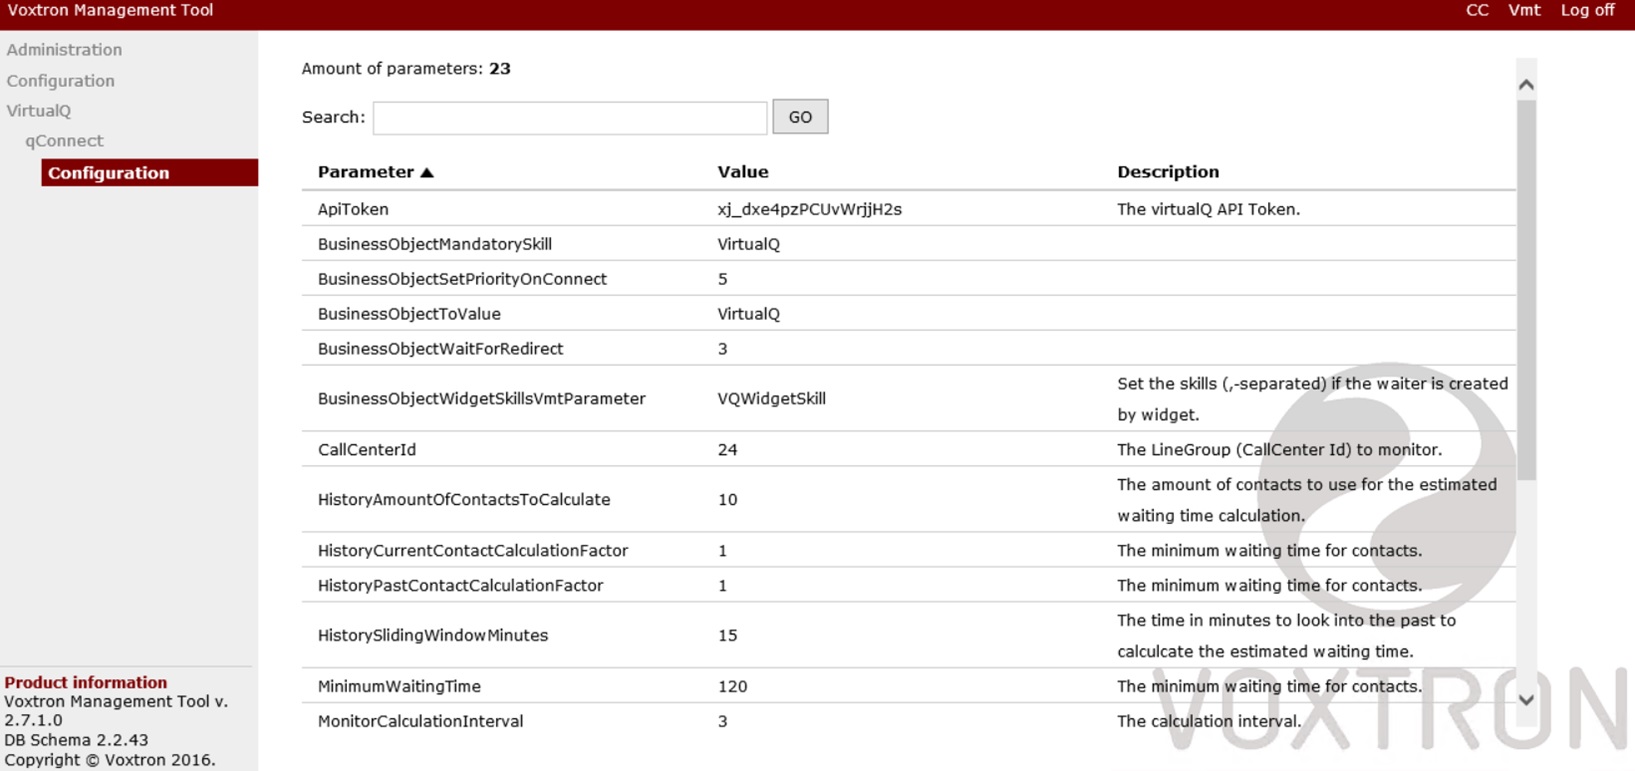 Voxtron Management Tool
CC Vmt Log off
Administration
Configuration
VirtualQ
qConnect
Configuration
Amount of parameters: 23
Search: GO
Parameter ▲ Value Description
ApiToken xj_dxe4pzPCUvWrjjH2s The virtualQ API Token.
BusinessObjectMandatorySkill VirtualQ
BusinessObjectSetPriorityOnConnect 5
BusinessObjectToValue VirtualQ
BusinessObjectWaitForRedirect 3
BusinessObjectWidgetSkillsVmtParameter VQWidgetSkill Set the skills (,-separated) if the waiter is created
by widget.
CallCenterId 24 The LineGroup (CallCenter Id) to monitor.
HistoryAmountOfContactsToCalculate 10 The amount of contacts to use for the estimated
waiting time calculation.
HistoryCurrentContactCalculationFactor 1 The minimum waiting time for contacts.
HistoryPastContactCalculationFactor 1 The minimum waiting time for contacts.
HistorySlidingWindowMinutes 15 The time in minutes to look into the past to
calculcate the estimated waiting time.
MinimumWaitingTime 120 The minimum waiting time for contacts.
MonitorCalculationInterval 3 The calculation interval.
VOXTRON
Product information
Voxtron Management Tool v.
2.7.1.0
DB Schema 2.2.43
Copyright © Voxtron 2016.